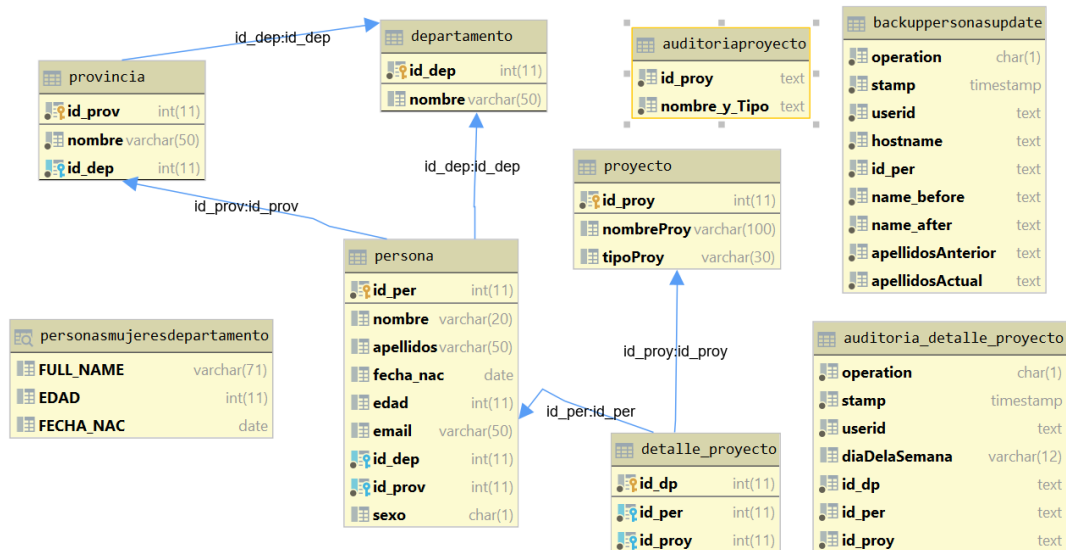 departamento
id_dep int(11)
nombre varchar(50)
id_dep:id_dep
provincia
id_prov int(11)
nombre varchar(50)
id_dep int(11)
auditoriaproyecto
id_proy text
nombre_y_Tipo text
backuppersonasupdate
operation char(1)
stamp timestamp
userid text
hostname text
id_per text
name_before text
name_after text
apellidosAnterior text
apellidosActual text
id_dep:id_dep
id_prov:id_prov
proyecto
id_proy int(11)
nombreProy varchar(100)
tipoProy varchar(30)
persona
id_per int(11)
nombre varchar(20)
apellidos varchar(50)
fecha_nac date
edad int(11)
email varchar(50)
id_dep int(11)
id_prov int(11)
sexo char(1)
personasmujeresdepartamento
FULL_NAME varchar(71)
EDAD int(11)
FECHA_NAC date
id_proy:id_proy
id_per:id_per
detalle_proyecto
id_dp int(11)
id_per int(11)
id_proy int(11)
auditoria_detalle_proyecto
operation char(1)
stamp timestamp
userid text
diaDelaSemana varchar(12)
id_dp text
id_per text
id_proy text